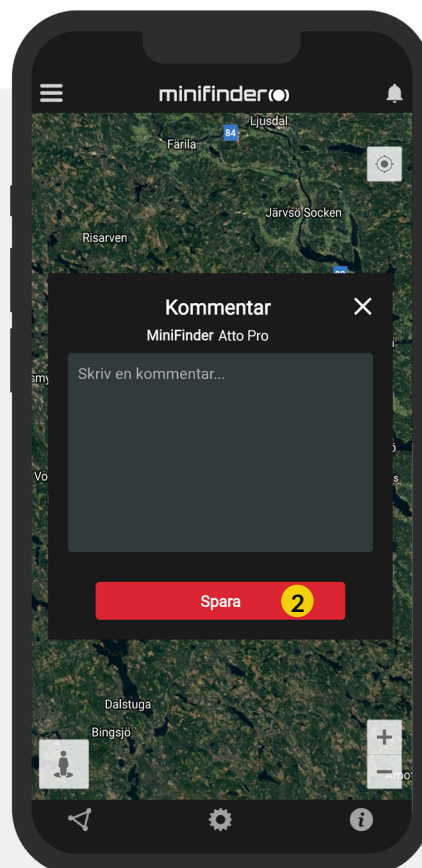 minifinder
Ljusdal
84
Färila
Järvsö Socken
Risarven
Kommentar
MiniFinder Atto Pro
Skriv en kommentar...
Spara
2
Dalstuga
Bingsjö